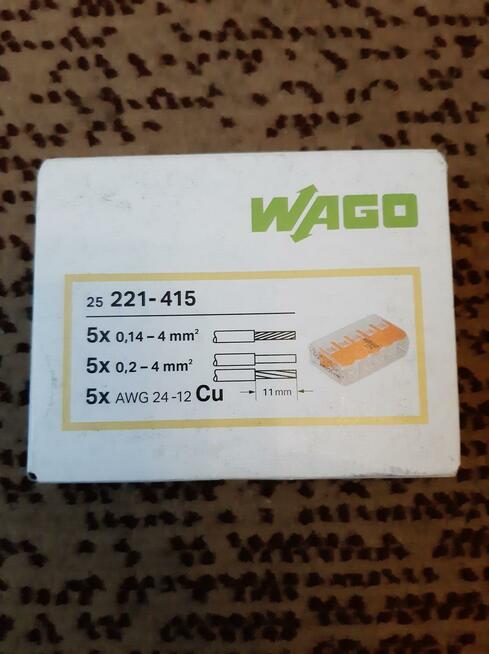 WAGO
25 221-415
5x 0,14 – 4 mm²
5x 0,2 – 4 mm²
5x AWG 24-12 Cu
11 mm